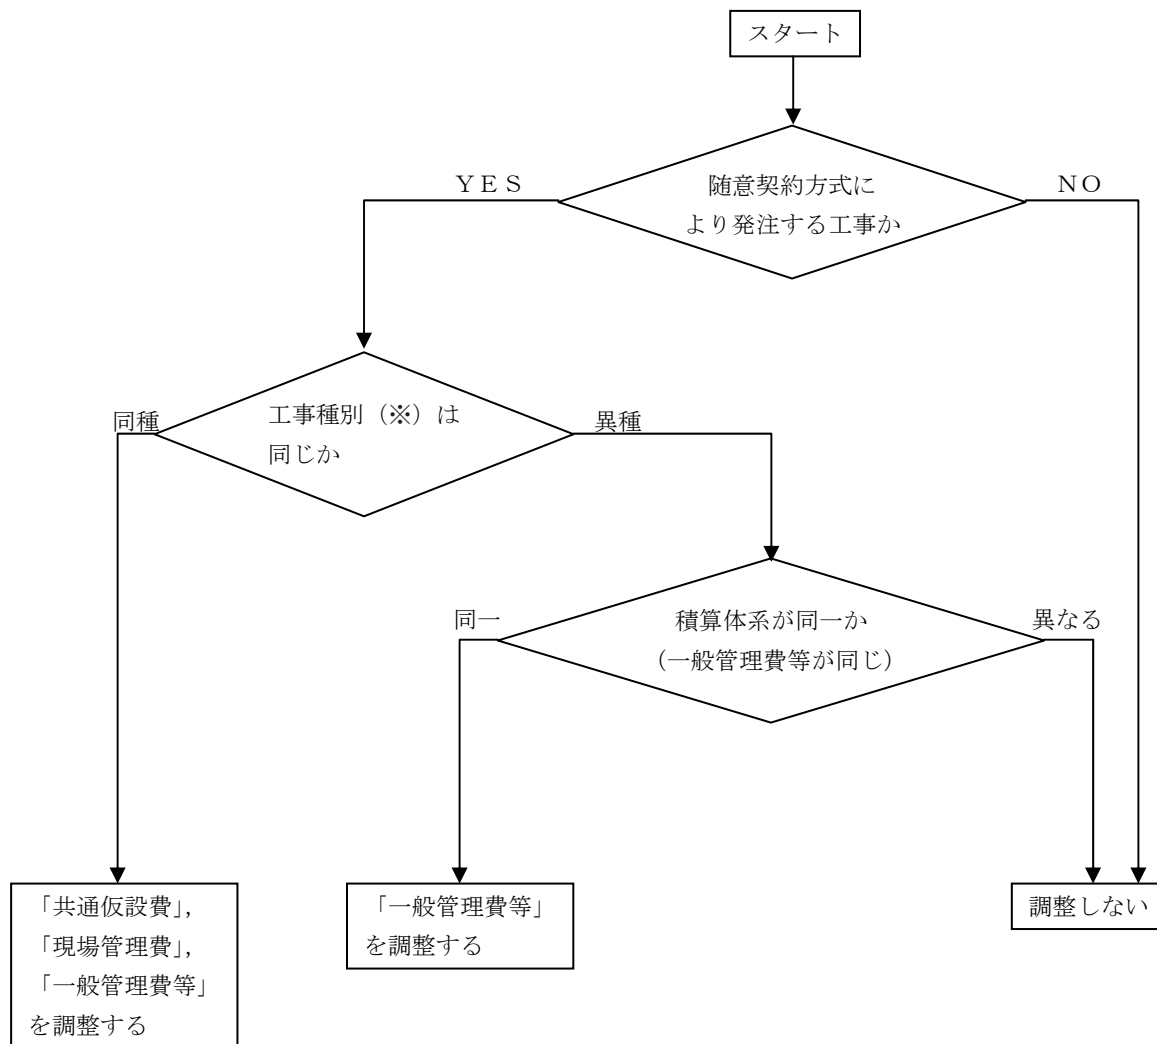 スタート
ＹＥＳ
随意契約方式に
より発注する工事か
ＮＯ
同種
工事種別（※）は
同じか
異種
同一
積算体系が同一か
（一般管理費等が同じ）
異なる
「共通仮設費」，
「現場管理費」，
「一般管理費等」
を調整する
「一般管理費等」
を調整する
調整しない